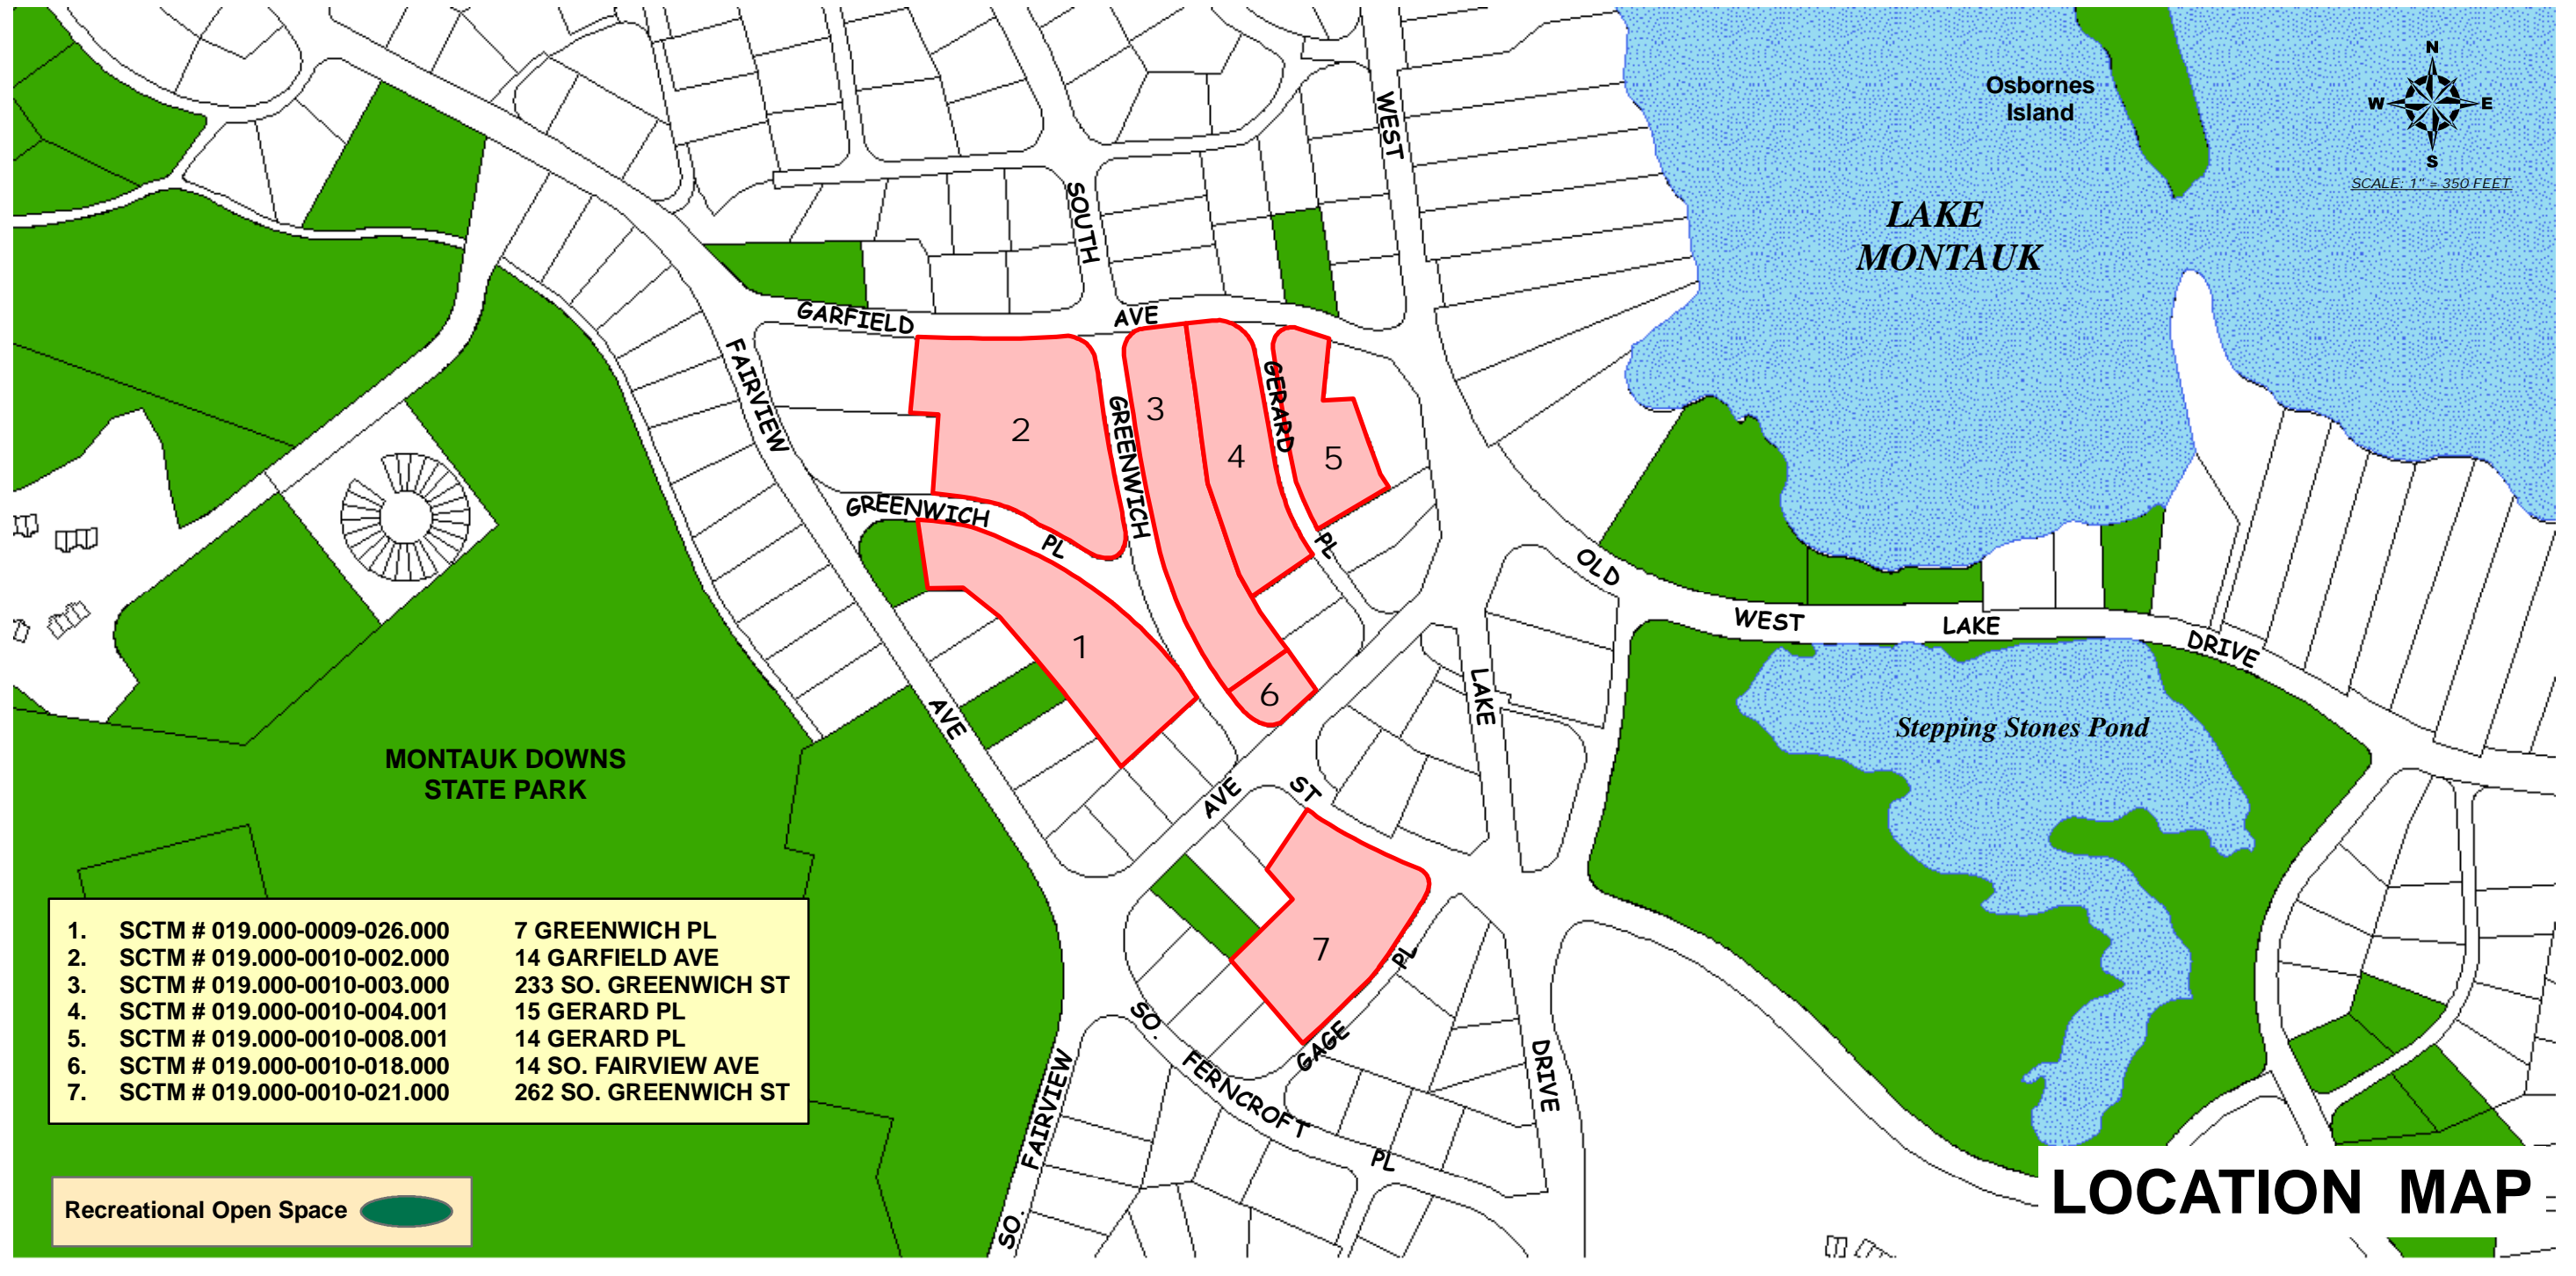 N
W E
S
SCALE: 1" = 350 FEET
Osbornes
Island
LAKE
MONTAUK
WEST
SOUTH
GARFIELD
AVE
FAIRVIEW
GREENWICH
GERARD
2
3
4
5
GREENWICH
PL
PL
OLD
WEST
LAKE
DRIVE
1
6
LAKE
AVE
Stepping Stones Pond
MONTAUK DOWNS
STATE PARK
AVE
ST
7
PL
GAGE
SO.
FERNCROFT
PL
DRIVE
FAIRVIEW
SO.
1. SCTM # 019.000-0009-026.000 7 GREENWICH PL
2. SCTM # 019.000-0010-002.000 14 GARFIELD AVE
3. SCTM # 019.000-0010-003.000 233 SO. GREENWICH ST
4. SCTM # 019.000-0010-004.001 15 GERARD PL
5. SCTM # 019.000-0010-008.001 14 GERARD PL
6. SCTM # 019.000-0010-018.000 14 SO. FAIRVIEW AVE
7. SCTM # 019.000-0010-021.000 262 SO. GREENWICH ST
Recreational Open Space
LOCATION MAP